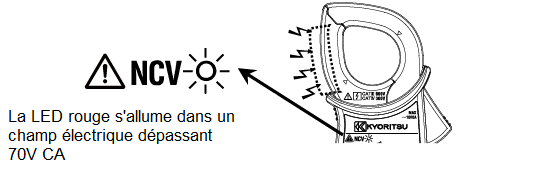 NCV
La LED rouge s'allume dans un
champ électrique dépassant
70V CA
KYORITSU
NCV